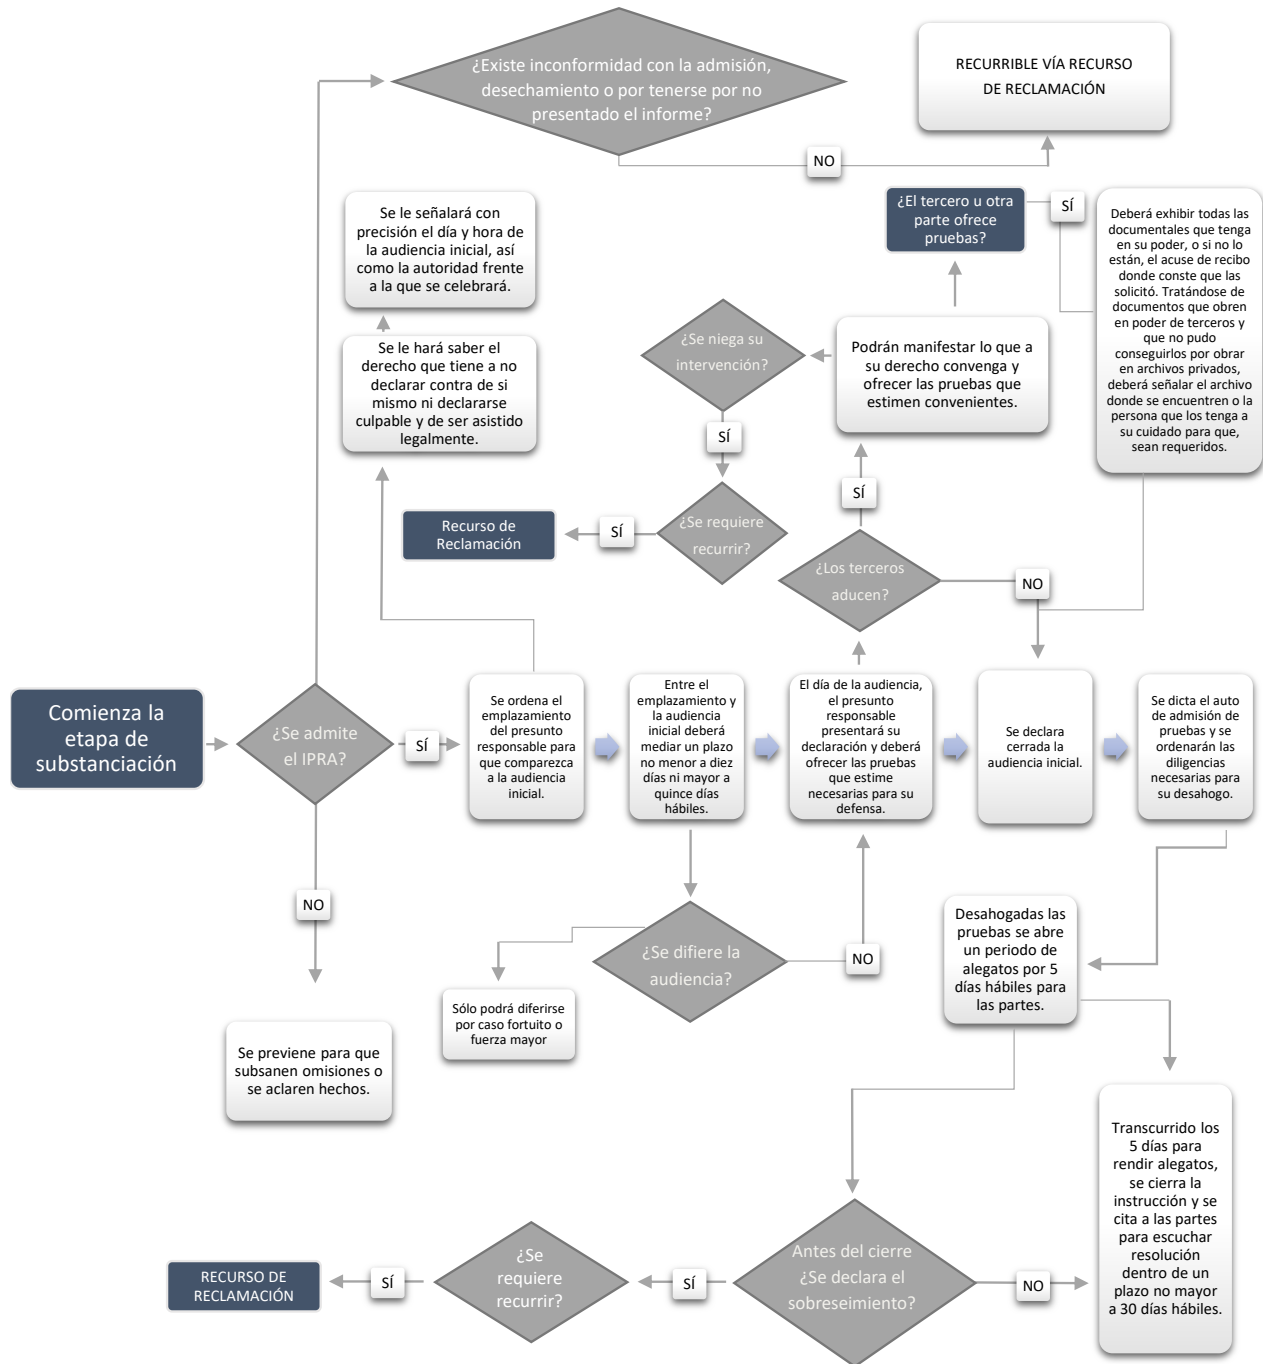 ¿Existe inconformidad con la admisión,
desechamiento o por tenerse por no
presentado el informe?
RECURRIBLE VÍA RECURSO
DE RECLAMACIÓN
NO
Se le señalará con
precisión el día y hora de
la audiencia inicial, así
como la autoridad frente
a la que se celebrará.
¿El tercero u otra
parte ofrece
pruebas?
SÍ
Deberá exhibir todas las
documentales que tenga
en su poder, o si no lo
están, el acuse de recibo
donde conste que las
solicitó. Tratándose de
documentos que obren
en poder de terceros y
que no pudo
conseguirlos por obrar
en archivos privados,
deberá señalar el archivo
donde se encuentren o la
persona que los tenga a
su cuidado para que,
sean requeridos.
Se le hará saber el
derecho que tiene a no
declarar contra de si
mismo ni declararse
culpable y de ser asistido
legalmente.
¿Se niega su
intervención?
Podrán manifestar lo que a
su derecho convenga y
ofrecer las pruebas que
estimen convenientes.
SÍ
SÍ
Recurso de
Reclamación
SÍ
¿Se requiere
recurrir?
¿Los terceros
aducen?
NO
Comienza la
etapa de
substanciación
¿Se admite
el IPRA?
SÍ
Se ordena el
emplazamiento
del presunto
responsable para
que comparezca
a la audiencia
inicial.
Entre el
emplazamiento y
la audiencia
inicial deberá
mediar un plazo
no menor a diez
días ni mayor a
quince días
hábiles.
El día de la audiencia,
el presunto
responsable
presentará su
declaración y deberá
ofrecer las pruebas
que estime
necesarias para su
defensa.
Se declara
cerrada la
audiencia inicial.
Se dicta el auto
de admisión de
pruebas y se
ordenarán las
diligencias
necesarias para
su desahogo.
NO
¿Se difiere la
audiencia?
NO
Desahogadas las
pruebas se abre
un periodo de
alegatos por 5
días hábiles para
las partes.
Sólo podrá diferirse
por caso fortuito o
fuerza mayor
Se previene para que
subsanen omisiones o
se aclaren hechos.
Transcurrido los
5 días para
rendir alegatos,
se cierra la
instrucción y se
cita a las partes
para escuchar
resolución
dentro de un
plazo no mayor
a 30 días hábiles.
RECURSO DE
RECLAMACIÓN
SÍ
¿Se
requiere
recurrir?
SÍ
Antes del cierre
¿Se declara el
sobreseimiento?
NO